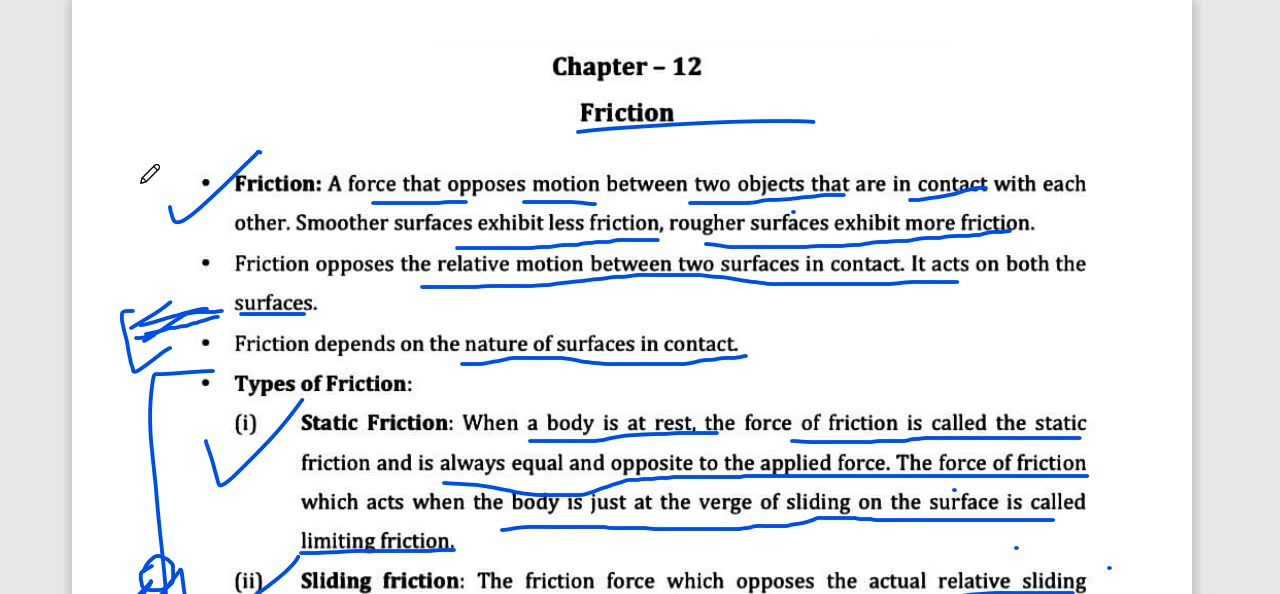 Chapter – 12
Friction
• Friction: A force that opposes motion between two objects that are in contact with each
other. Smoother surfaces exhibit less friction, rougher surfaces exhibit more friction.
• Friction opposes the relative motion between two surfaces in contact. It acts on both the
surfaces.
• Friction depends on the nature of surfaces in contact.
• Types of Friction:
(i) Static Friction: When a body is at rest, the force of friction is called the static
friction and is always equal and opposite to the applied force. The force of friction
which acts when the body is just at the verge of sliding on the surface is called
limiting friction.
(ii) Sliding friction: The friction force which opposes the actual relative sliding